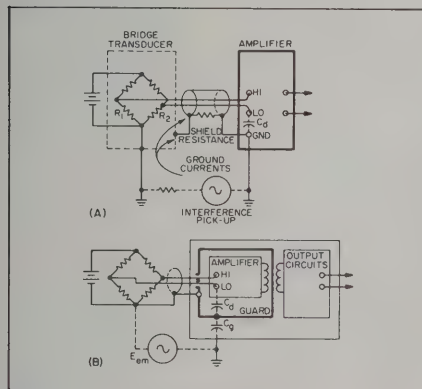 BRIDGE
TRANSDUCER
AMPLIFIER
HI
LO
Cd
GND
R1
R2
SHIELD
RESISTANCE
GROUND
CURRENTS
INTERFERENCE
PICK-UP
(A)
AMPLIFIER
HI
LO
OUTPUT
CIRCUITS
Cd
GUARD
Cg
Eem
(B)